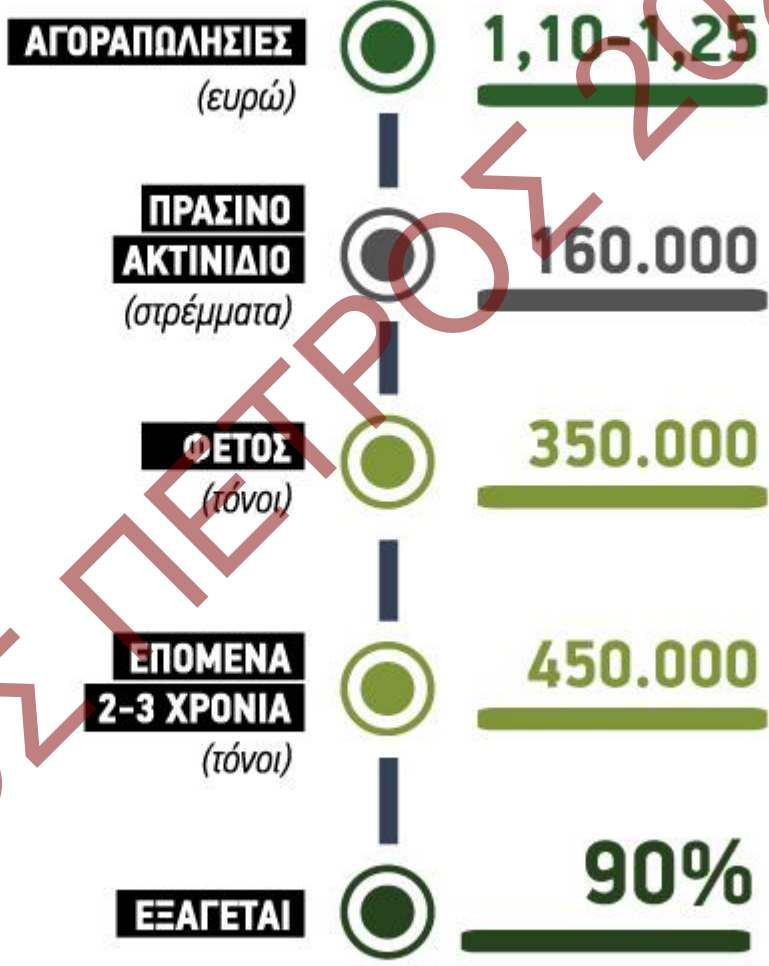 ΑΓΟΡΑΠΩΛΗΣΙΕΣ
(ευρώ)
1,10-1,25
ΠΡΑΣΙΝΟ
ΑΚΤΙΝΙΔΙΟ
(στρέμματα)
160.000
ΦΕΤΟΣ
(τόνοι)
350.000
ΕΠΟΜΕΝΑ
2-3 ΧΡΟΝΙΑ
(τόνοι)
450.000
ΕΞΑΓΕΤΑΙ
90%
ΠΕΤΡΟΣ